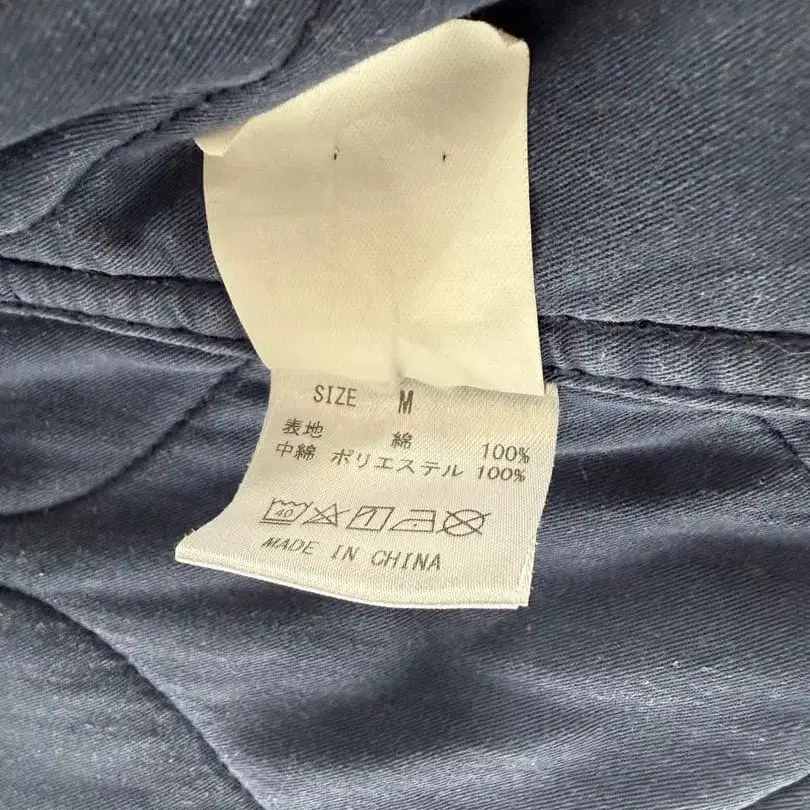 SIZE M
表地 綿 100%
中綿 ポリエステル 100%
40
MADE IN CHINA